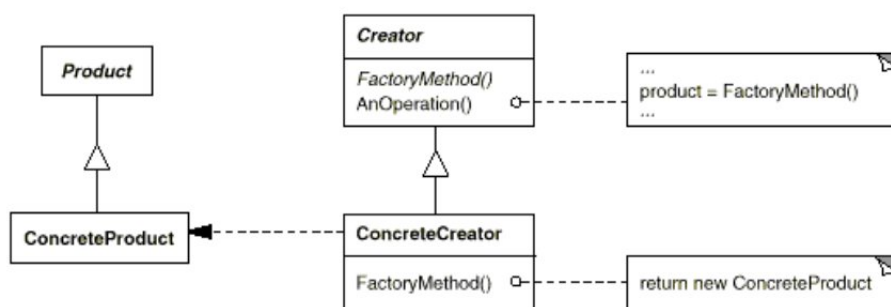 Product
ConcreteProduct
Creator
FactoryMethod()
AnOperation()
...
product = FactoryMethod()
...
ConcreteCreator
FactoryMethod()
return new ConcreteProduct